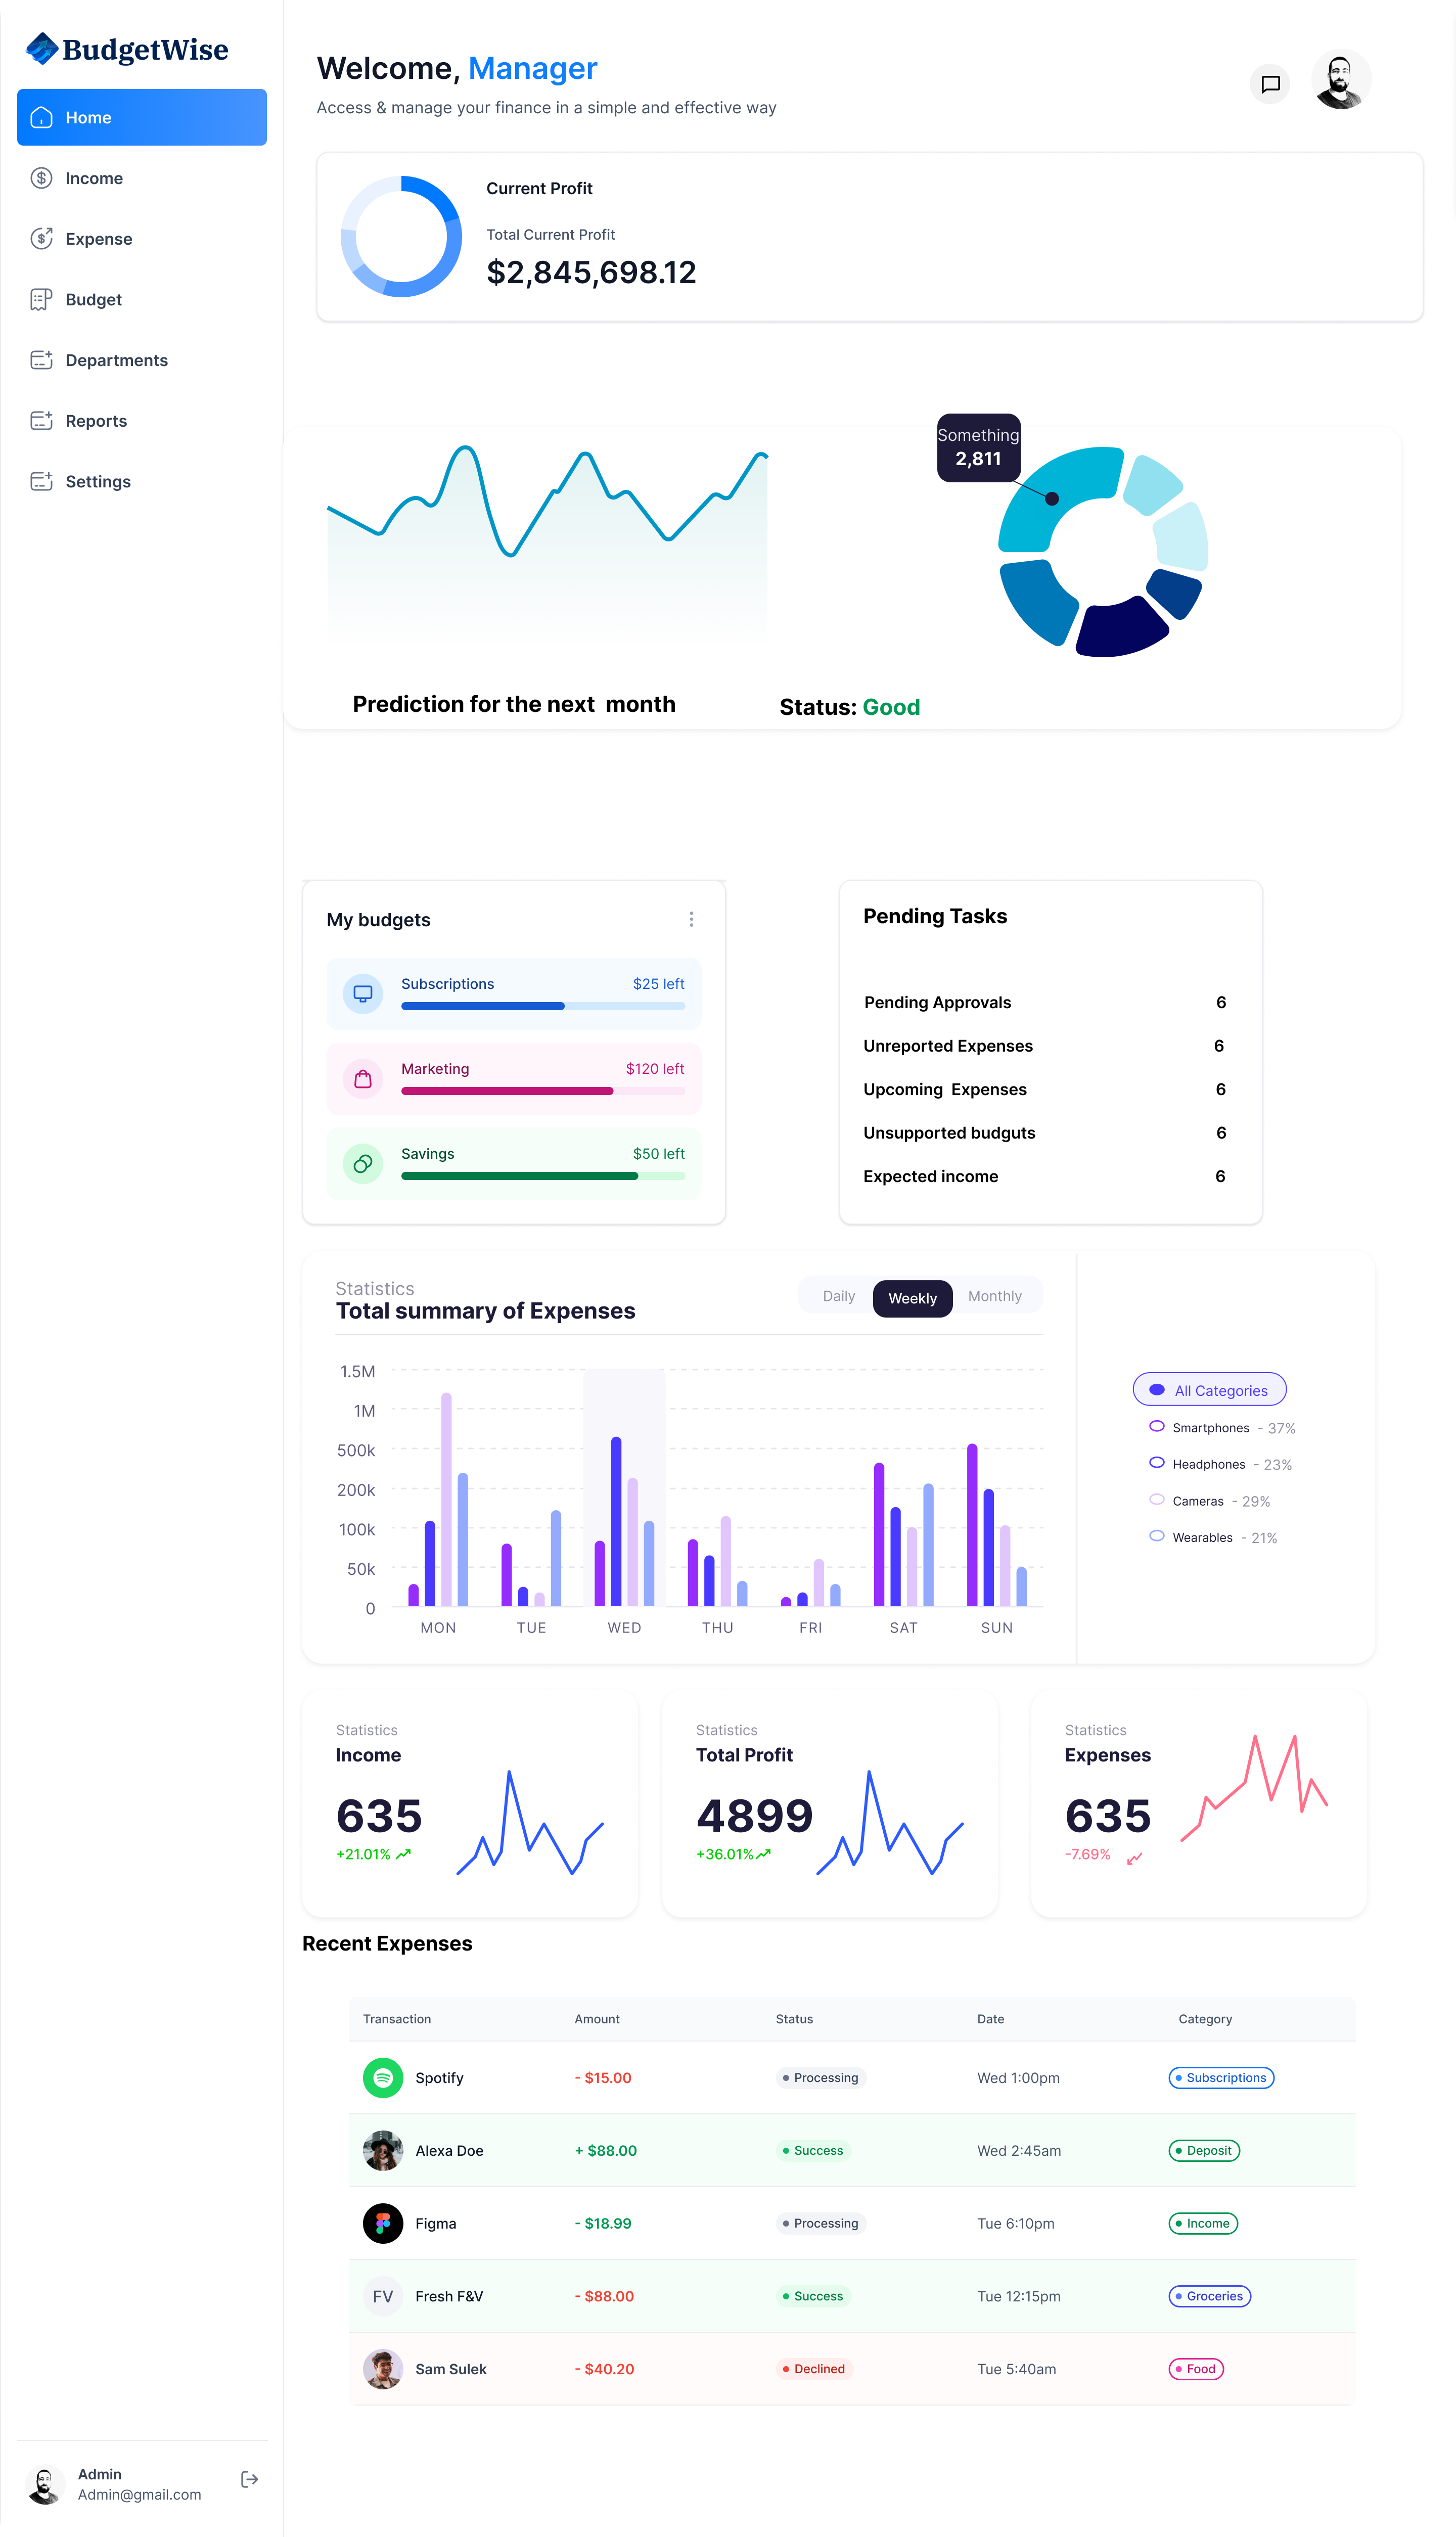 BudgetWise
Home
Income
Expense
Budget
Departments
Reports
Settings
Welcome, Manager
Access & manage your finance in a simple and effective way
Current Profit
Total Current Profit
$2,845,698.12
Something
2,811
Prediction for the next  month
Status: Good
My budgets
Subscriptions $25 left
Marketing $120 left
Savings $50 left
Pending Tasks
Pending Approvals 6
Unreported Expenses 6
Upcoming  Expenses 6
Unsupported budguts 6
Expected income 6
Statistics
Total summary of Expenses
Daily Weekly Monthly
1.5M
1M
500k
200k
100k
50k
0
MON TUE WED THU FRI SAT SUN
All Categories
Smartphones - 37%
Headphones - 23%
Cameras - 29%
Wearables - 21%
Statistics
Income
635
+21.01%
Statistics
Total Profit
4899
+36.01%
Statistics
Expenses
635
-7.69%
Recent Expenses
Transaction Amount Status Date Category
Spotify - $15.00 Processing Wed 1:00pm Subscriptions
Alexa Doe + $88.00 Success Wed 2:45am Deposit
Figma - $18.99 Processing Tue 6:10pm Income
FV Fresh F&V - $88.00 Success Tue 12:15pm Groceries
Sam Sulek - $40.20 Declined Tue 5:40am Food
Admin
Admin@gmail.com